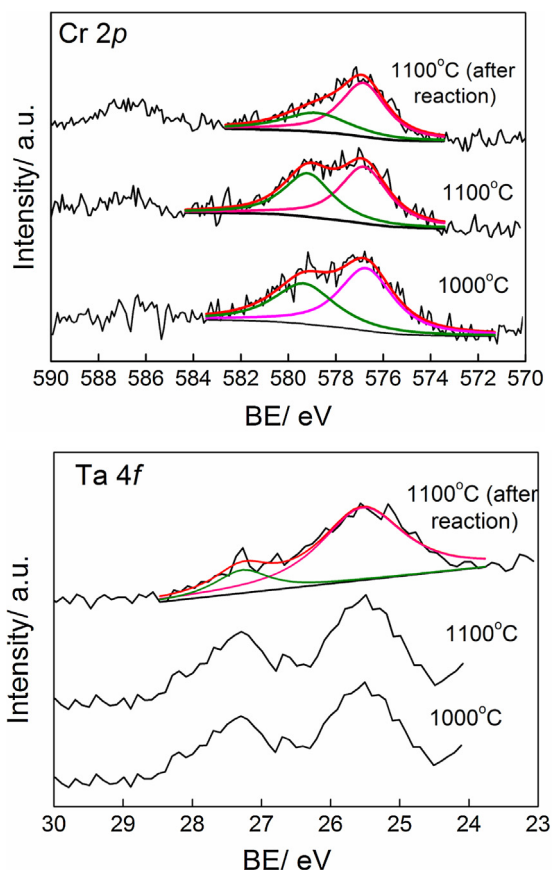 Cr 2p
1100°C (after
reaction)
1100°C
1000°C
Intensity/ a.u.
590 588 586 584 582 580 578 576 574 572 570
BE/ eV
Ta 4f
1100°C (after
reaction)
1100°C
1000°C
Intensity/ a.u.
30 29 28 27 26 25 24 23
BE/ eV